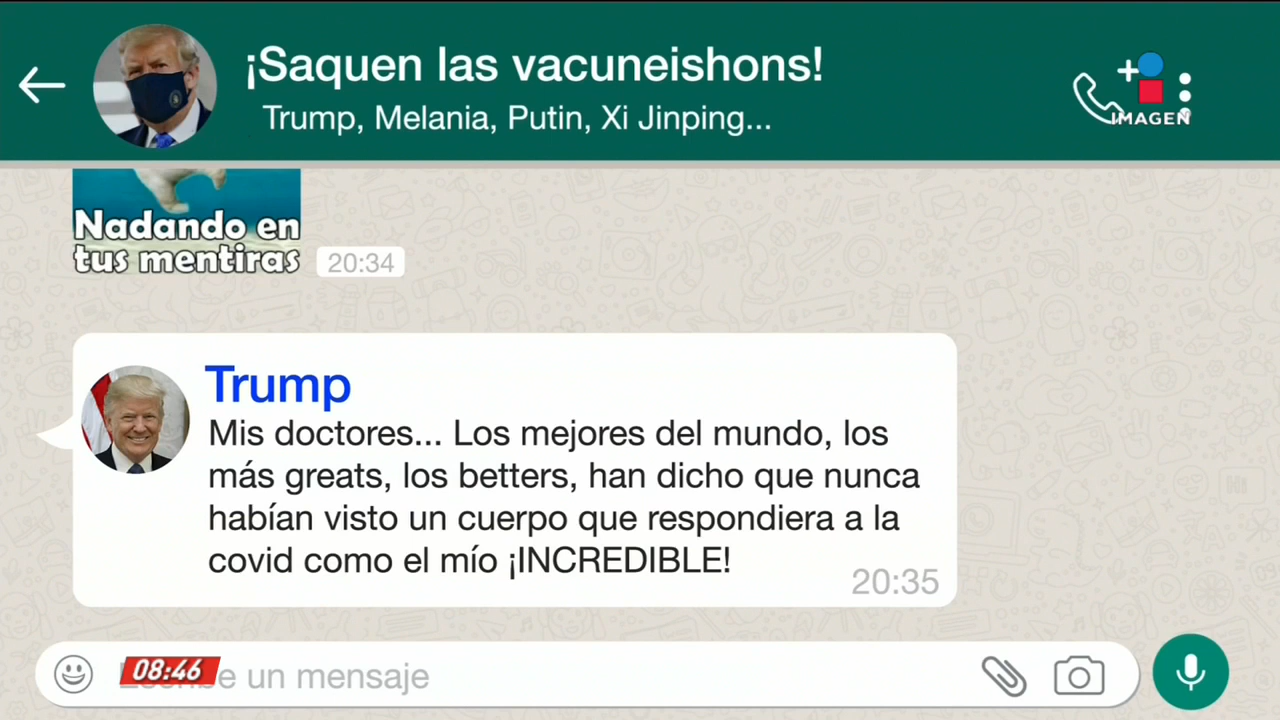 ¡Saquen las vacuneishons!
Trump, Melania, Putin, Xi Jinping...
IMAGEN
Nadando en
tus mentiras
20:34
Trump
Mis doctores... Los mejores del mundo, los
más greats, los betters, han dicho que nunca
habían visto un cuerpo que respondiera a la
covid como el mío ¡INCREDIBLE!
20:35
08:46
un mensaje